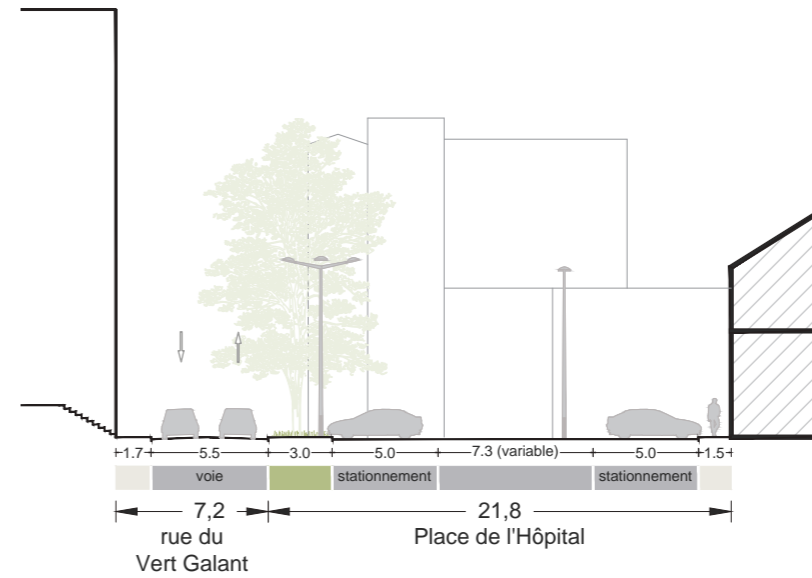 1.7 5.5 3.0 5.0 7.3 (variable) 5.0 1.5
voie stationnement stationnement
7,2 21,8
rue du Place de l'Hôpital
Vert Galant